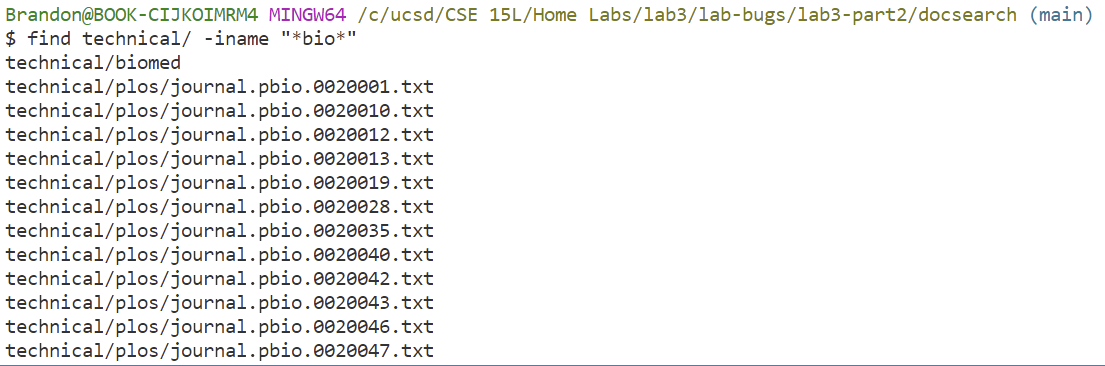 Brandon@BOOK-CIJKOIMRM4 MINGW64 /c/ucsd/CSE 15L/Home Labs/lab3/lab-bugs/lab3-part2/docsearch (main)
$ find technical/ -iname "*bio*"
technical/biomed
technical/plos/journal.pbio.0020001.txt
technical/plos/journal.pbio.0020010.txt
technical/plos/journal.pbio.0020012.txt
technical/plos/journal.pbio.0020013.txt
technical/plos/journal.pbio.0020019.txt
technical/plos/journal.pbio.0020028.txt
technical/plos/journal.pbio.0020035.txt
technical/plos/journal.pbio.0020040.txt
technical/plos/journal.pbio.0020042.txt
technical/plos/journal.pbio.0020043.txt
technical/plos/journal.pbio.0020046.txt
technical/plos/journal.pbio.0020047.txt